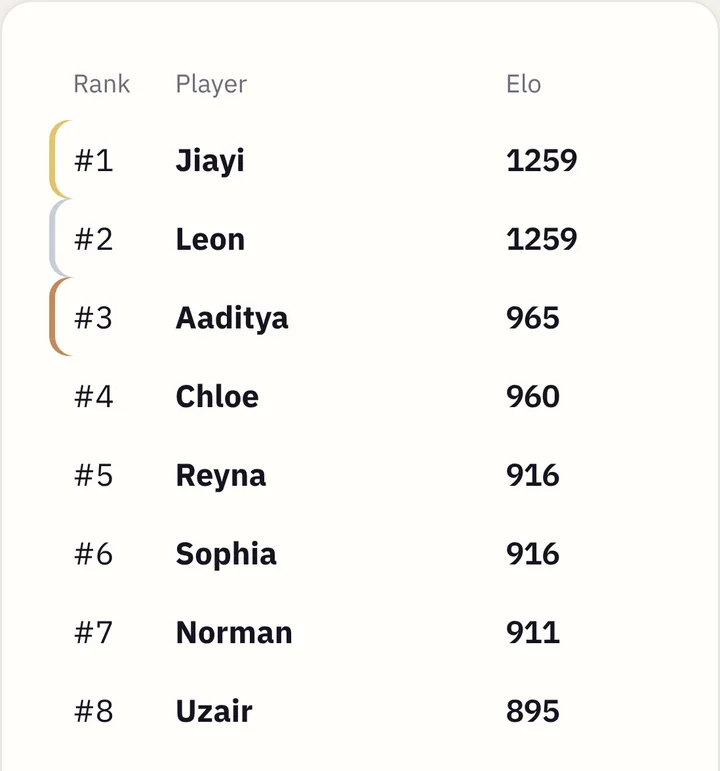 Rank Player Elo
#1 Jiayi 1259
#2 Leon 1259
#3 Aaditya 965
#4 Chloe 960
#5 Reyna 916
#6 Sophia 916
#7 Norman 911
#8 Uzair 895